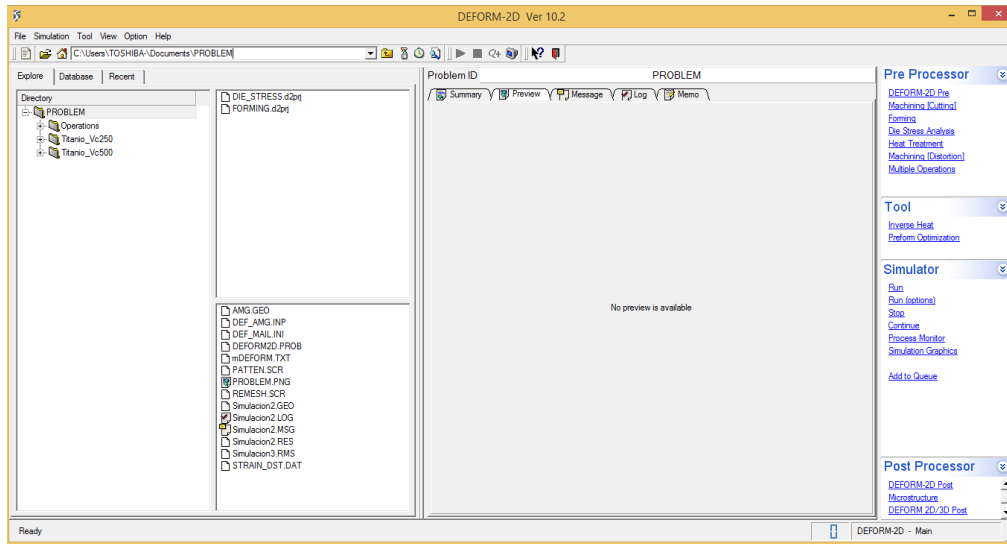 DEFORM-2D Ver 10.2
File Simulation Tool View Option Help
C:\Users\TOSHIBA-\Documents\PROBLEM
Explore Database Recent
Directory
PROBLEM
Operations
Titanio_Vc250
Titanio_Vc500
DIE_STRESS.d2prj
FORMING.d2prj
AMG.GEO
DEF_AMG.INP
DEF_MAIL.INI
DEFORM2D.PROB
mDEFORM.TXT
PATTEN.SCR
PROBLEM.PNG
REMESH.SCR
Simulacion2.GEO
Simulacion2.LOG
Simulacion2.MSG
Simulacion2.RES
Simulacion3.RMS
STRAIN_DST.DAT
Problem ID PROBLEM
Summary Preview Message Log Memo
No preview is available
Pre Processor
DEFORM-2D Pre
Machining [Cutting]
Forming
Die Stress Analysis
Heat Treatment
Machining [Distortion]
Multiple Operations
Tool
Inverse Heat
Preform Optimization
Simulator
Run
Run (options)
Stop
Continue
Process Monitor
Simulation Graphics
Add to Queue
Post Processor
DEFORM-2D Post
Microstructure
DEFORM 2D/3D Post
Ready
DEFORM-2D - Main